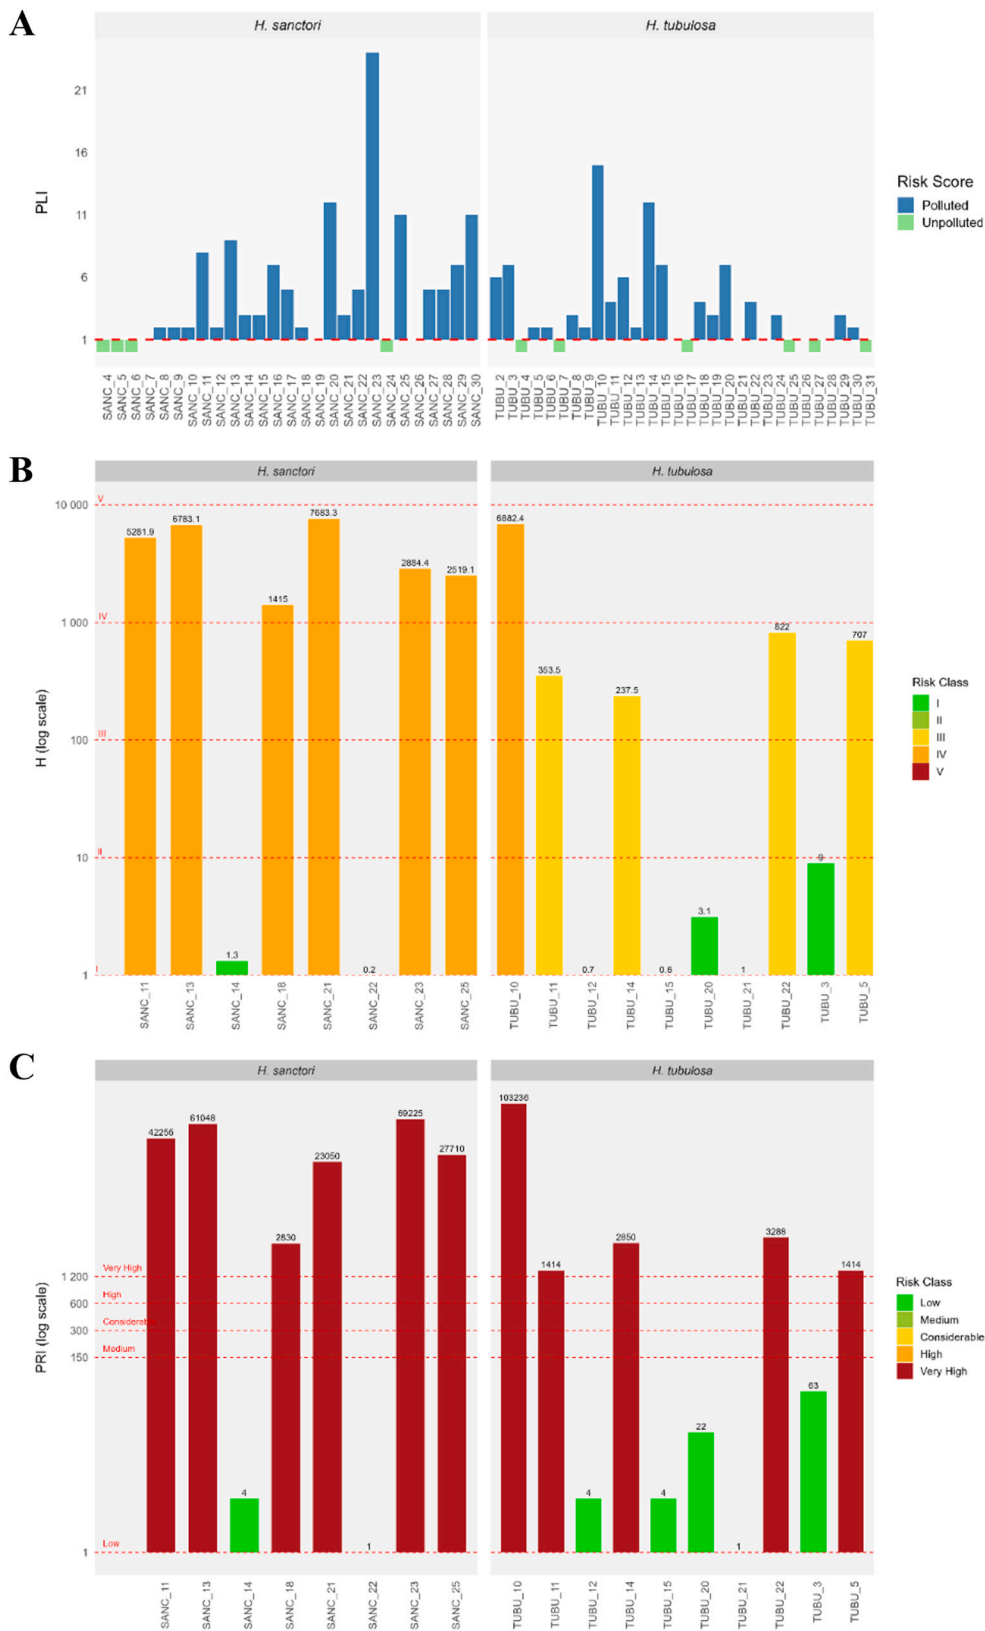 A
H. sanctori H. tubulosa
PLI
21
16
11
6
1
SANC_4 SANC_5 SANC_6 SANC_7 SANC_8 SANC_9 SANC_10 SANC_11 SANC_12 SANC_13 SANC_14 SANC_15 SANC_16 SANC_17 SANC_18 SANC_19 SANC_20 SANC_21 SANC_22 SANC_23 SANC_24 SANC_25 SANC_26 SANC_27 SANC_28 SANC_29 SANC_30 TUBU_2 TUBU_3 TUBU_4 TUBU_5 TUBU_6 TUBU_7 TUBU_8 TUBU_9 TUBU_10 TUBU_11 TUBU_12 TUBU_13 TUBU_14 TUBU_15 TUBU_16 TUBU_17 TUBU_18 TUBU_19 TUBU_20 TUBU_21 TUBU_22 TUBU_23 TUBU_24 TUBU_25 TUBU_26 TUBU_27 TUBU_28 TUBU_29 TUBU_30 TUBU_31
Risk Score
Polluted
Unpolluted
B
H. sanctori H. tubulosa
H (log scale)
10 000
1 000
100
10
1
V
IV
III
II
I
5281.9 6783.1 1.3 1415 7683.3 0.2 2884.4 2519.1 6882.4 353.5 0.7 237.5 0.6 3.1 1 822 9 707
SANC_11 SANC_13 SANC_14 SANC_18 SANC_21 SANC_22 SANC_23 SANC_25 TUBU_10 TUBU_11 TUBU_12 TUBU_14 TUBU_15 TUBU_20 TUBU_21 TUBU_22 TUBU_3 TUBU_5
Risk Class
I
II
III
IV
V
C
H. sanctori H. tubulosa
PRI (log scale)
1 200
600
300
150
1
Very High
High
Considerable
Medium
Low
42256 61048 4 2830 23050 1 69225 27710 103236 1414 4 2850 4 22 1 3288 63 1414
SANC_11 SANC_13 SANC_14 SANC_18 SANC_21 SANC_22 SANC_23 SANC_25 TUBU_10 TUBU_11 TUBU_12 TUBU_14 TUBU_15 TUBU_20 TUBU_21 TUBU_22 TUBU_3 TUBU_5
Risk Class
Low
Medium
Considerable
High
Very High